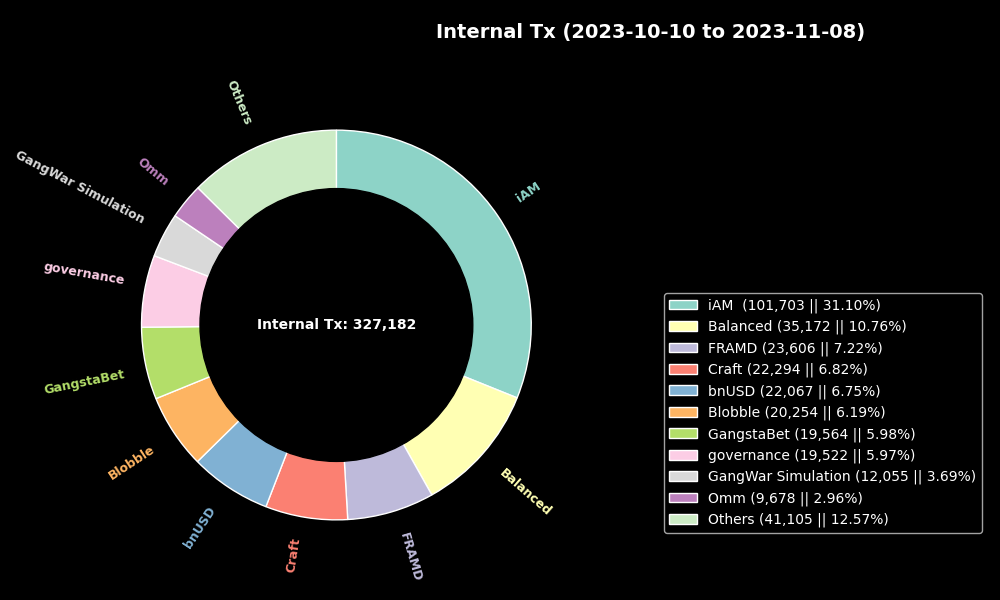 Internal Tx (2023-10-10 to 2023-11-08)
Others
iAM
Omm
GangWar Simulation
governance
GangstaBet
Blobble
bnUSD
Craft
FRAMD
Balanced
Internal Tx: 327,182
iAM  (101,703 || 31.10%)
Balanced (35,172 || 10.76%)
FRAMD (23,606 || 7.22%)
Craft (22,294 || 6.82%)
bnUSD (22,067 || 6.75%)
Blobble (20,254 || 6.19%)
GangstaBet (19,564 || 5.98%)
governance (19,522 || 5.97%)
GangWar Simulation (12,055 || 3.69%)
Omm (9,678 || 2.96%)
Others (41,105 || 12.57%)